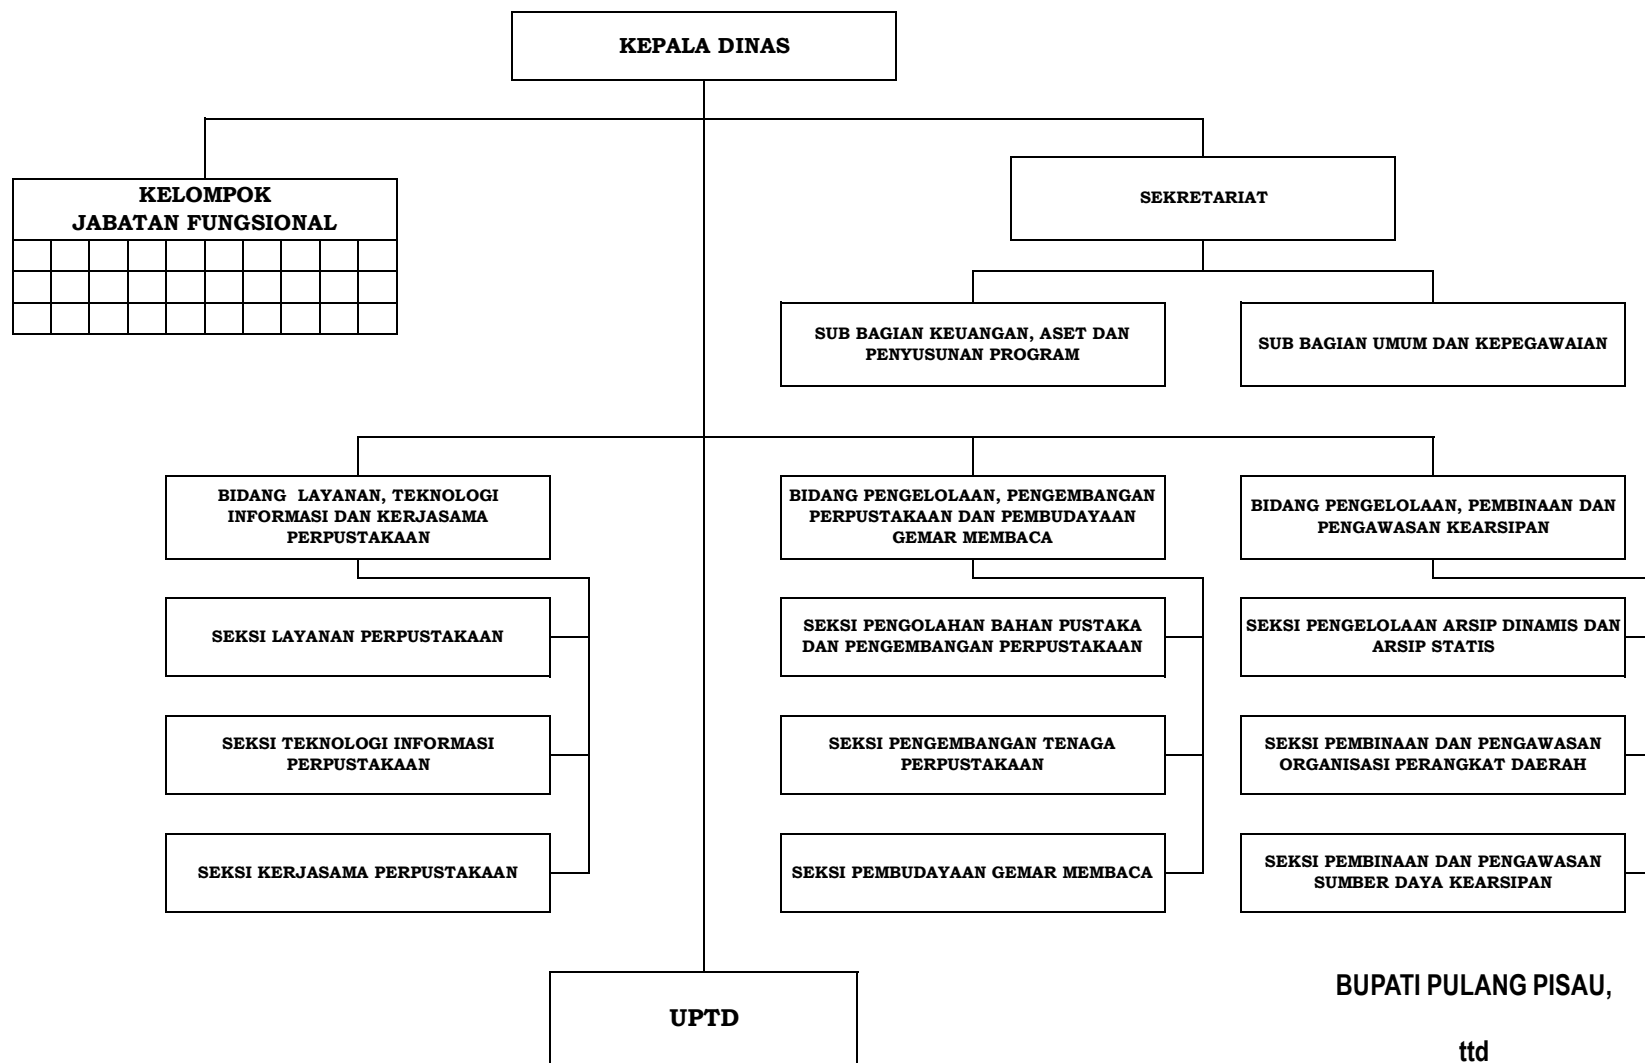 KEPALA DINAS
KELOMPOK
JABATAN FUNGSIONAL
SEKRETARIAT
SUB BAGIAN KEUANGAN, ASET DAN
PENYUSUNAN PROGRAM
SUB BAGIAN UMUM DAN KEPEGAWAIAN
BIDANG LAYANAN, TEKNOLOGI
INFORMASI DAN KERJASAMA
PERPUSTAKAAN
BIDANG PENGELOLAAN, PENGEMBANGAN
PERPUSTAKAAN DAN PEMBUDAYAAN
GEMAR MEMBACA
BIDANG PENGELOLAAN, PEMBINAAN DAN
PENGAWASAN KEARSIPAN
SEKSI LAYANAN PERPUSTAKAAN
SEKSI PENGOLAHAN BAHAN PUSTAKA
DAN PENGEMBANGAN PERPUSTAKAAN
SEKSI PENGELOLAAN ARSIP DINAMIS DAN
ARSIP STATIS
SEKSI TEKNOLOGI INFORMASI
PERPUSTAKAAN
SEKSI PENGEMBANGAN TENAGA
PERPUSTAKAAN
SEKSI PEMBINAAN DAN PENGAWASAN
ORGANISASI PERANGKAT DAERAH
SEKSI KERJASAMA PERPUSTAKAAN
SEKSI PEMBUDAYAAN GEMAR MEMBACA
SEKSI PEMBINAAN DAN PENGAWASAN
SUMBER DAYA KEARSIPAN
UPTD
BUPATI PULANG PISAU,
ttd